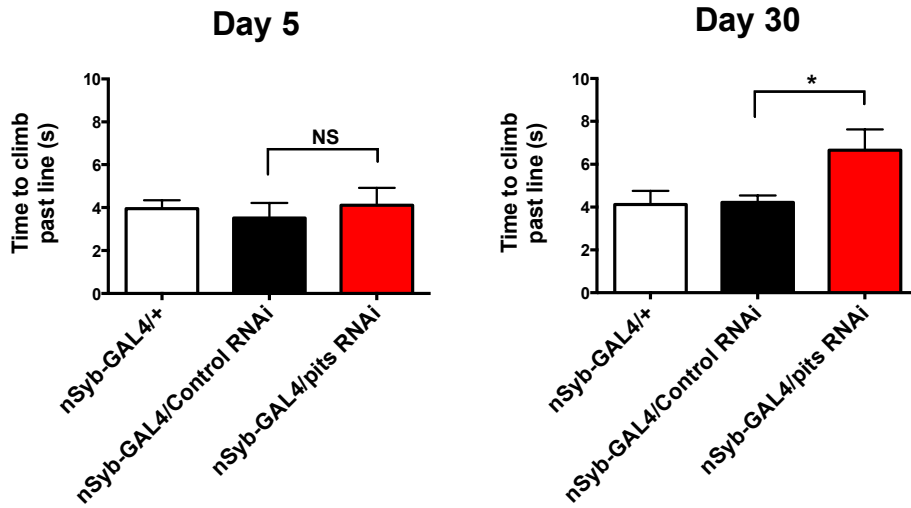 Day 5
Time to climb
past line (s)
10
8
6
4
2
0
NS
nSyb-GAL4/+
nSyb-GAL4/Control RNAi
nSyb-GAL4/pits RNAi
Day 30
Time to climb
past line (s)
10
8
6
4
2
0
*
nSyb-GAL4/+
nSyb-GAL4/Control RNAi
nSyb-GAL4/pits RNAi